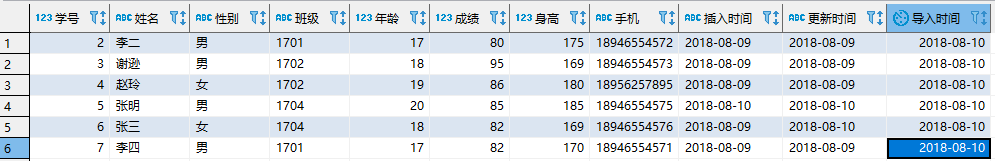 123 学号 ABC 姓名 ABC 性别 ABC 班级 123 年龄 123 成绩 123 身高 ABC 手机 ABC 插入时间 ABC 更新时间 导入时间
1 2 李二 男 1701 17 80 175 18946554572 2018-08-09 2018-08-09 2018-08-10
2 3 谢逊 男 1702 18 95 169 18946554573 2018-08-09 2018-08-09 2018-08-10
3 4 赵玲 女 1702 19 86 180 18956257895 2018-08-09 2018-08-09 2018-08-10
4 5 张明 男 1704 20 85 185 18946554575 2018-08-10 2018-08-10 2018-08-10
5 6 张三 女 1704 18 82 169 18946554576 2018-08-09 2018-08-10 2018-08-10
6 7 李四 男 1701 17 82 170 18946554571 2018-08-09 2018-08-09 2018-08-10